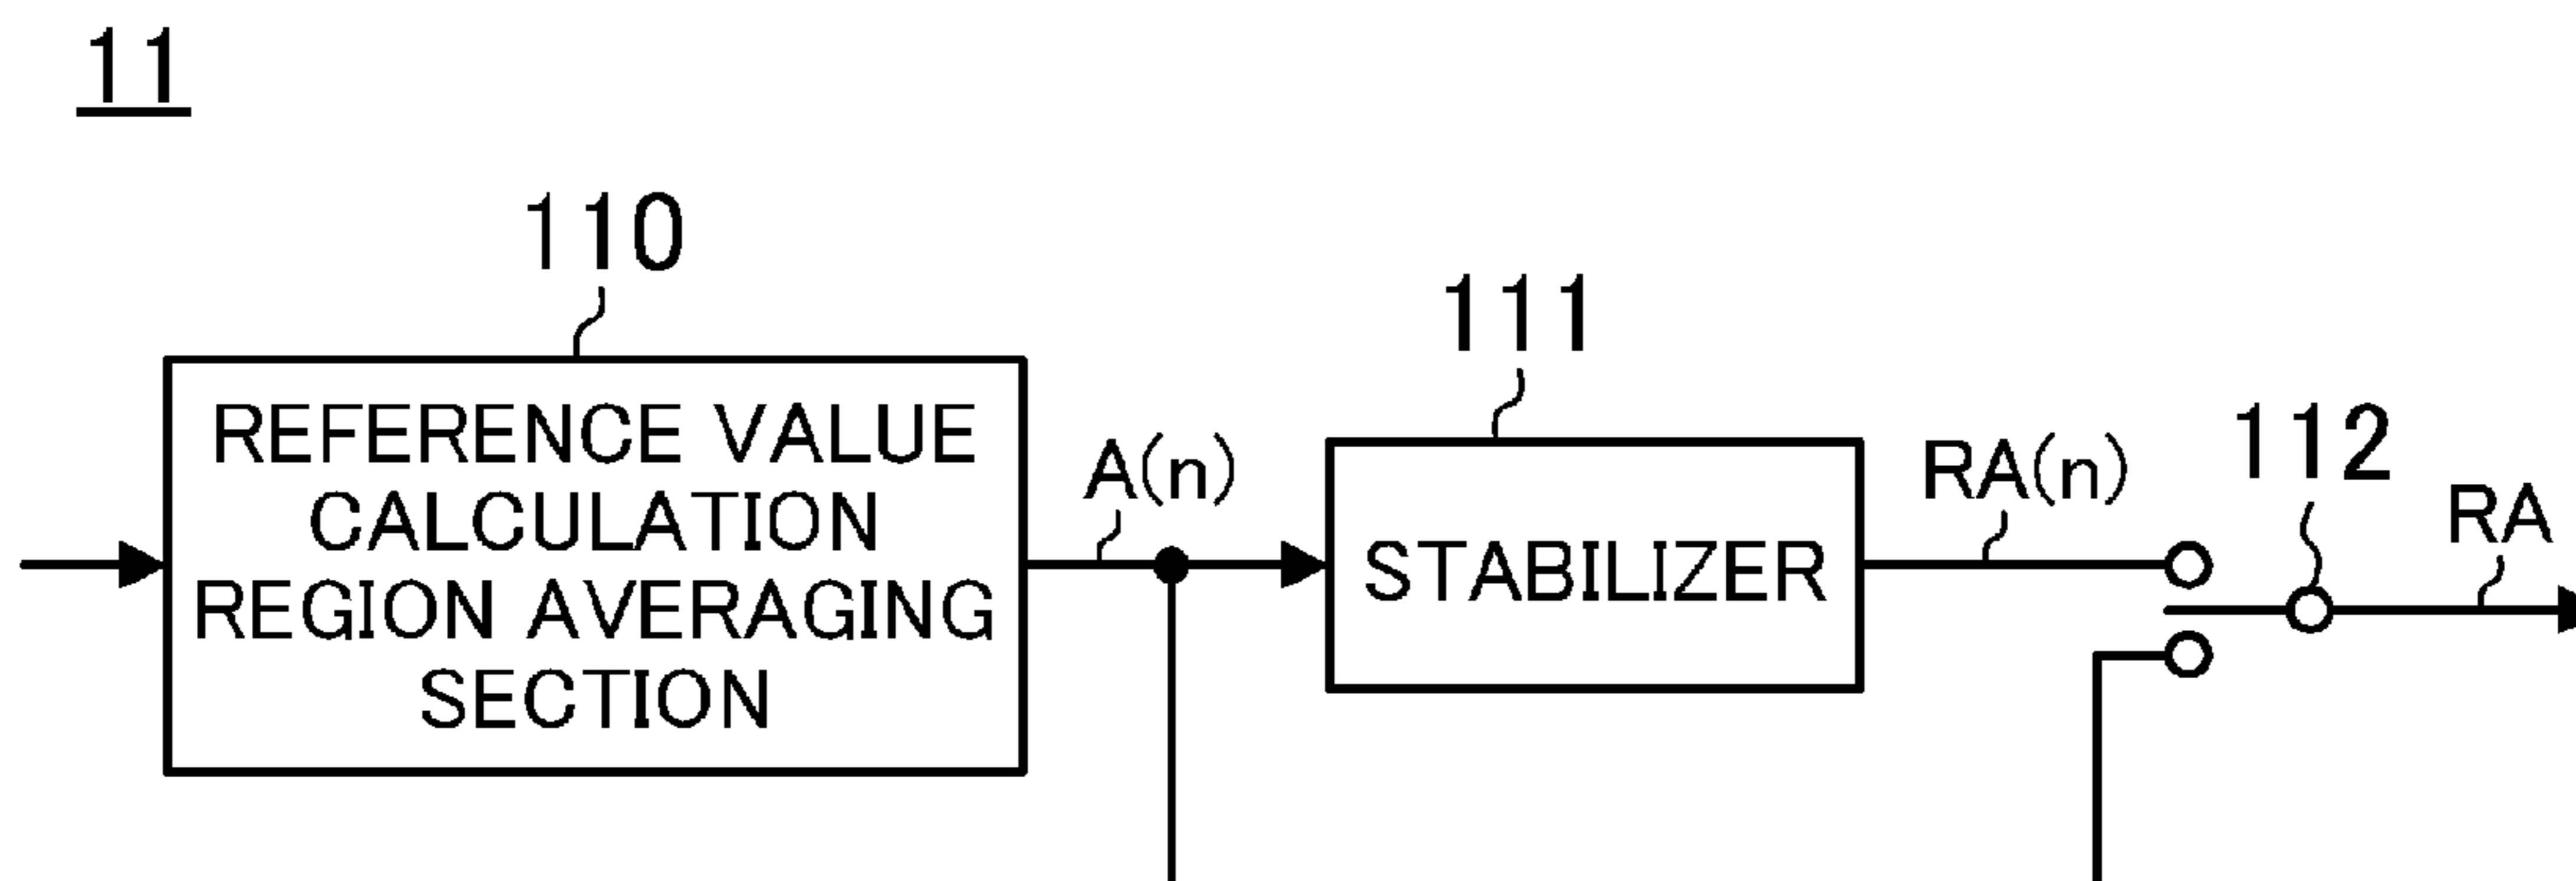 11
110
REFERENCE VALUE
CALCULATION
REGION AVERAGING
SECTION
A(n)
111
STABILIZER
RA(n)
112
RA